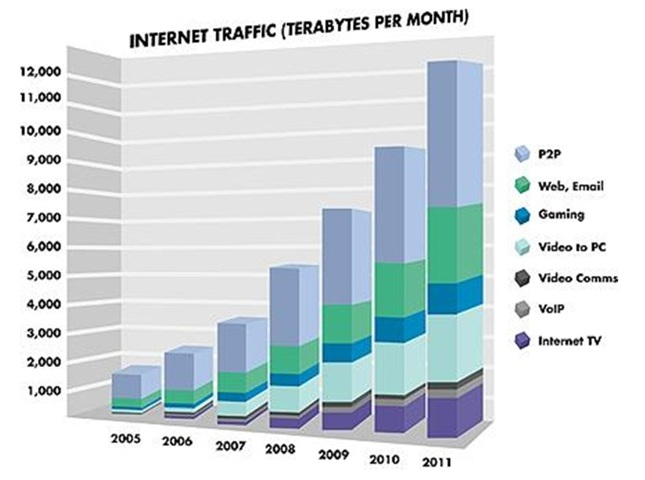 INTERNET TRAFFIC (TERABYTES PER MONTH)
12,000
11,000
10,000
9,000
8,000
7,000
6,000
5,000
4,000
3,000
2,000
1,000
2005 2006 2007 2008 2009 2010 2011
P2P
Web, Email
Gaming
Video to PC
Video Comms
VoIP
Internet TV